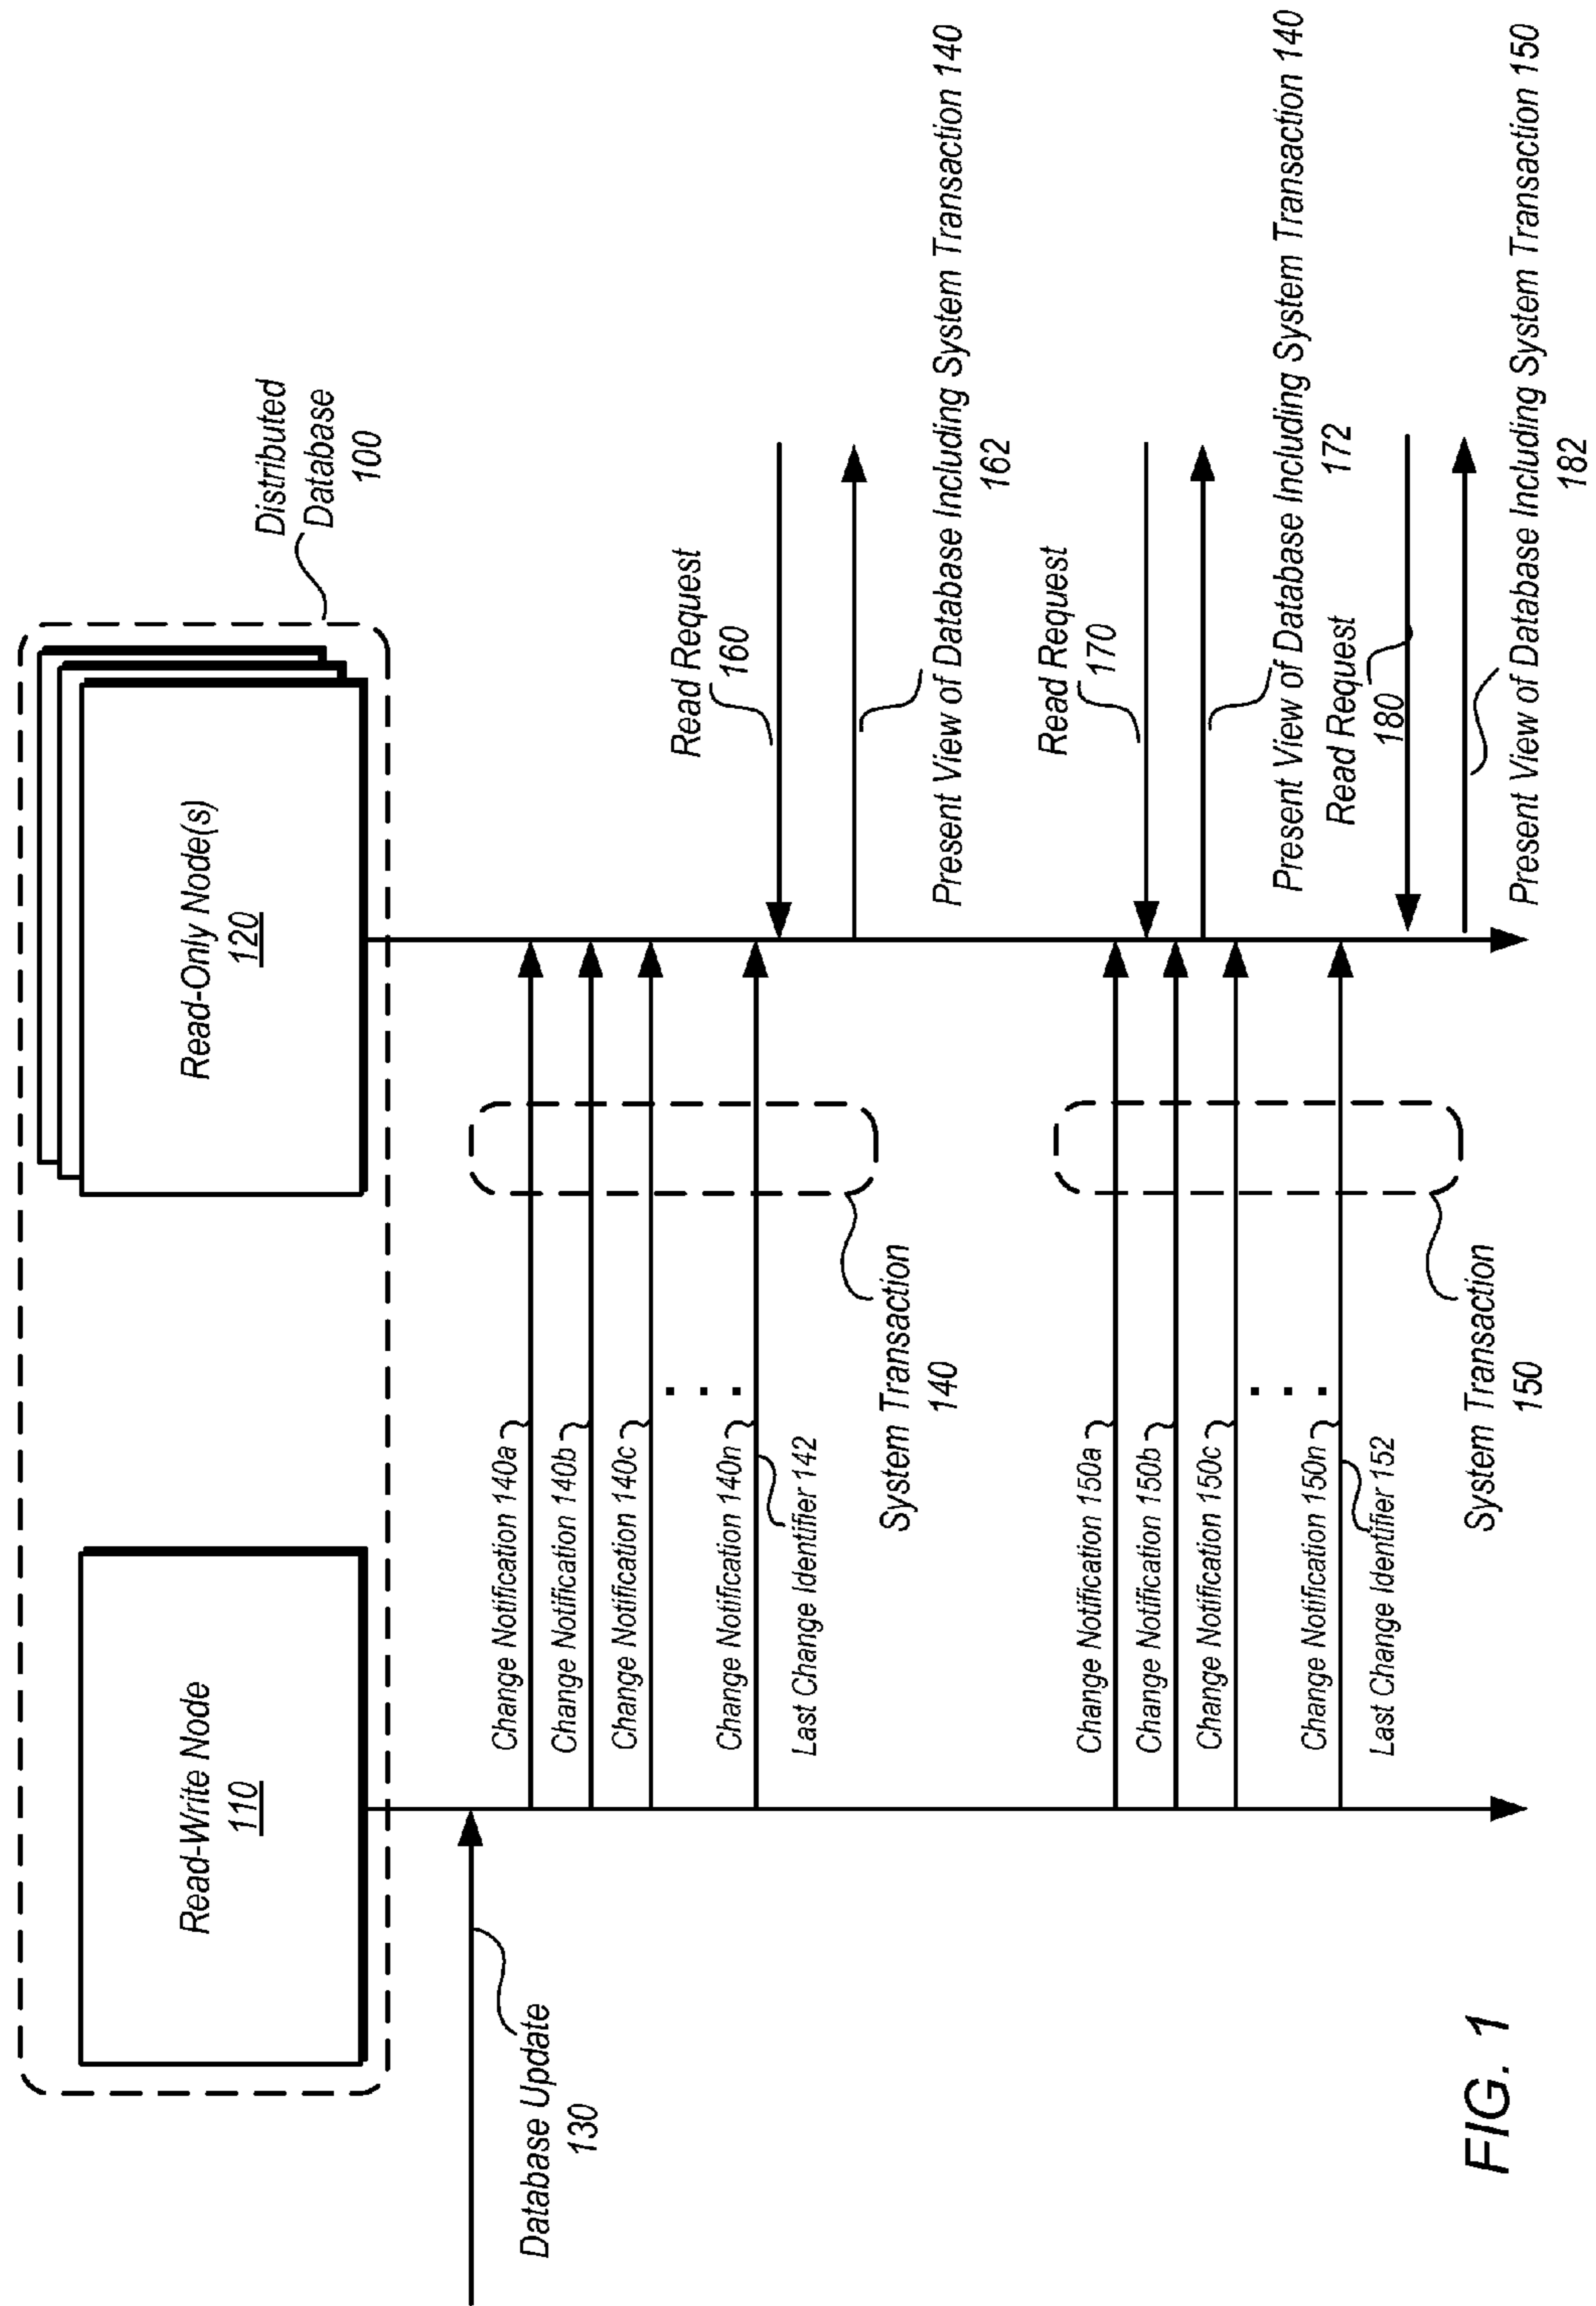 Distributed
Database
100
Read-Write Node
110
Read-Only Node(s)
120
Database Update
130
Change Notification 140a
Change Notification 140b
Change Notification 140c
. . .
Change Notification 140n
Last Change Identifier 142
System Transaction
140
Read Request
160
Present View of Database Including System Transaction 140
162
Change Notification 150a
Change Notification 150b
Change Notification 150c
. . .
Change Notification 150n
Last Change Identifier 152
System Transaction
150
Read Request
170
Present View of Database Including System Transaction 140
172
Read Request
180
Present View of Database Including System Transaction 150
182
FIG. 1